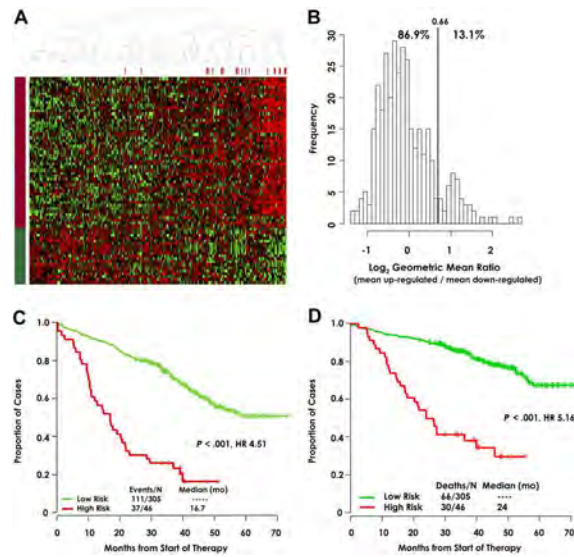 A
B
0.66
86.9% 13.1%
Frequency
30
25
20
15
10
5
0
-1 0 1 2
Log2 Geometric Mean Ratio
(mean up-regulated / mean down-regulated)
C
Proportion of Cases
1.0
0.8
0.6
0.4
0.2
0.0
P < .001, HR 4.51
Events/N Median (mo)
Low Risk 111/305 -----
High Risk 37/46 16.7
0 10 20 30 40 50 60 70
Months from Start of Therapy
D
Proportion of Cases
1.0
0.8
0.6
0.4
0.2
0.0
P < .001, HR 5.16
Deaths/N Median (mo)
Low Risk 66/305 ----
High Risk 30/46 24
0 10 20 30 40 50 60 70
Months from Start of Therapy